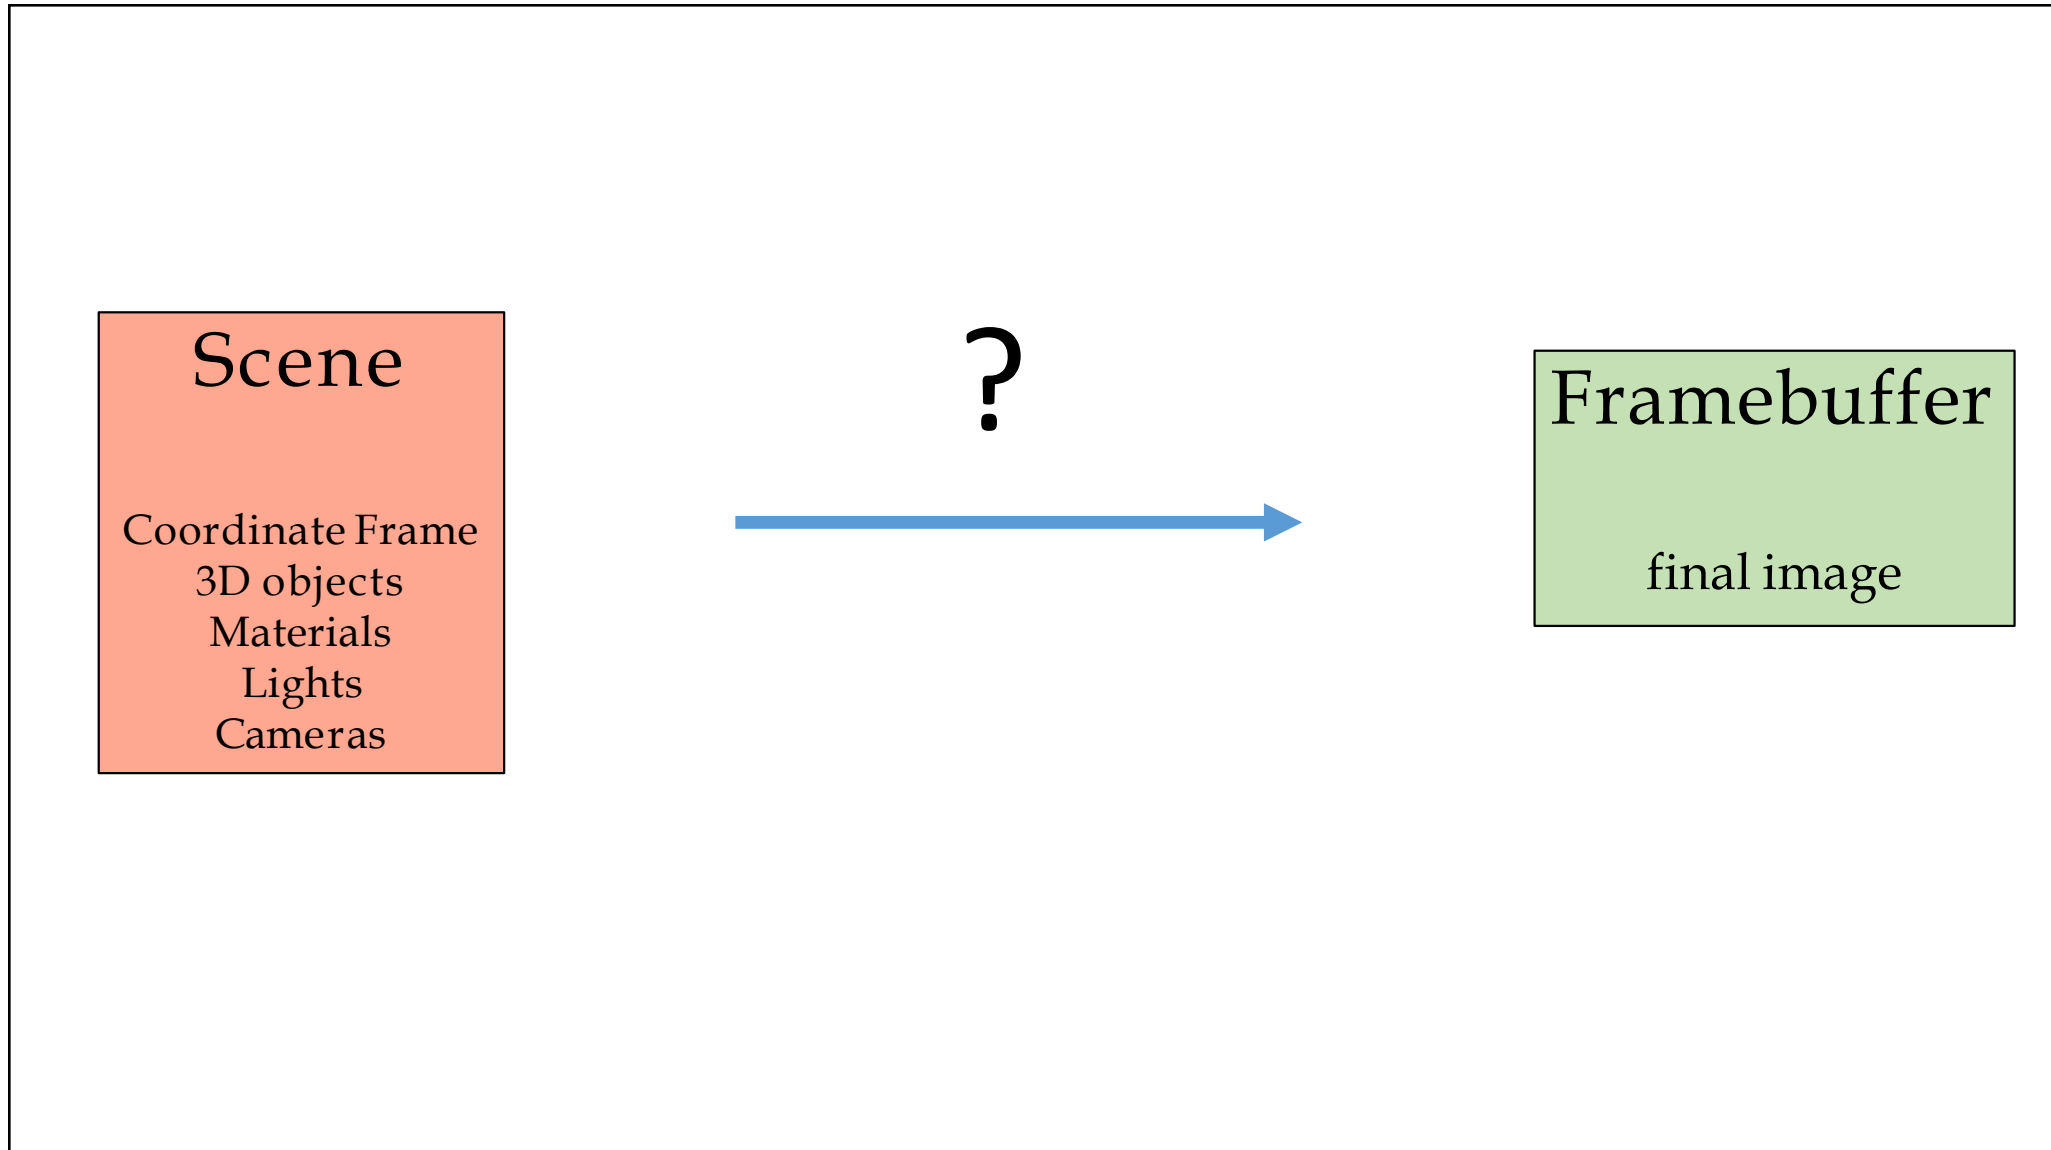 Scene
Coordinate Frame
3D objects
Materials
Lights
Cameras
?
Framebuffer
final image